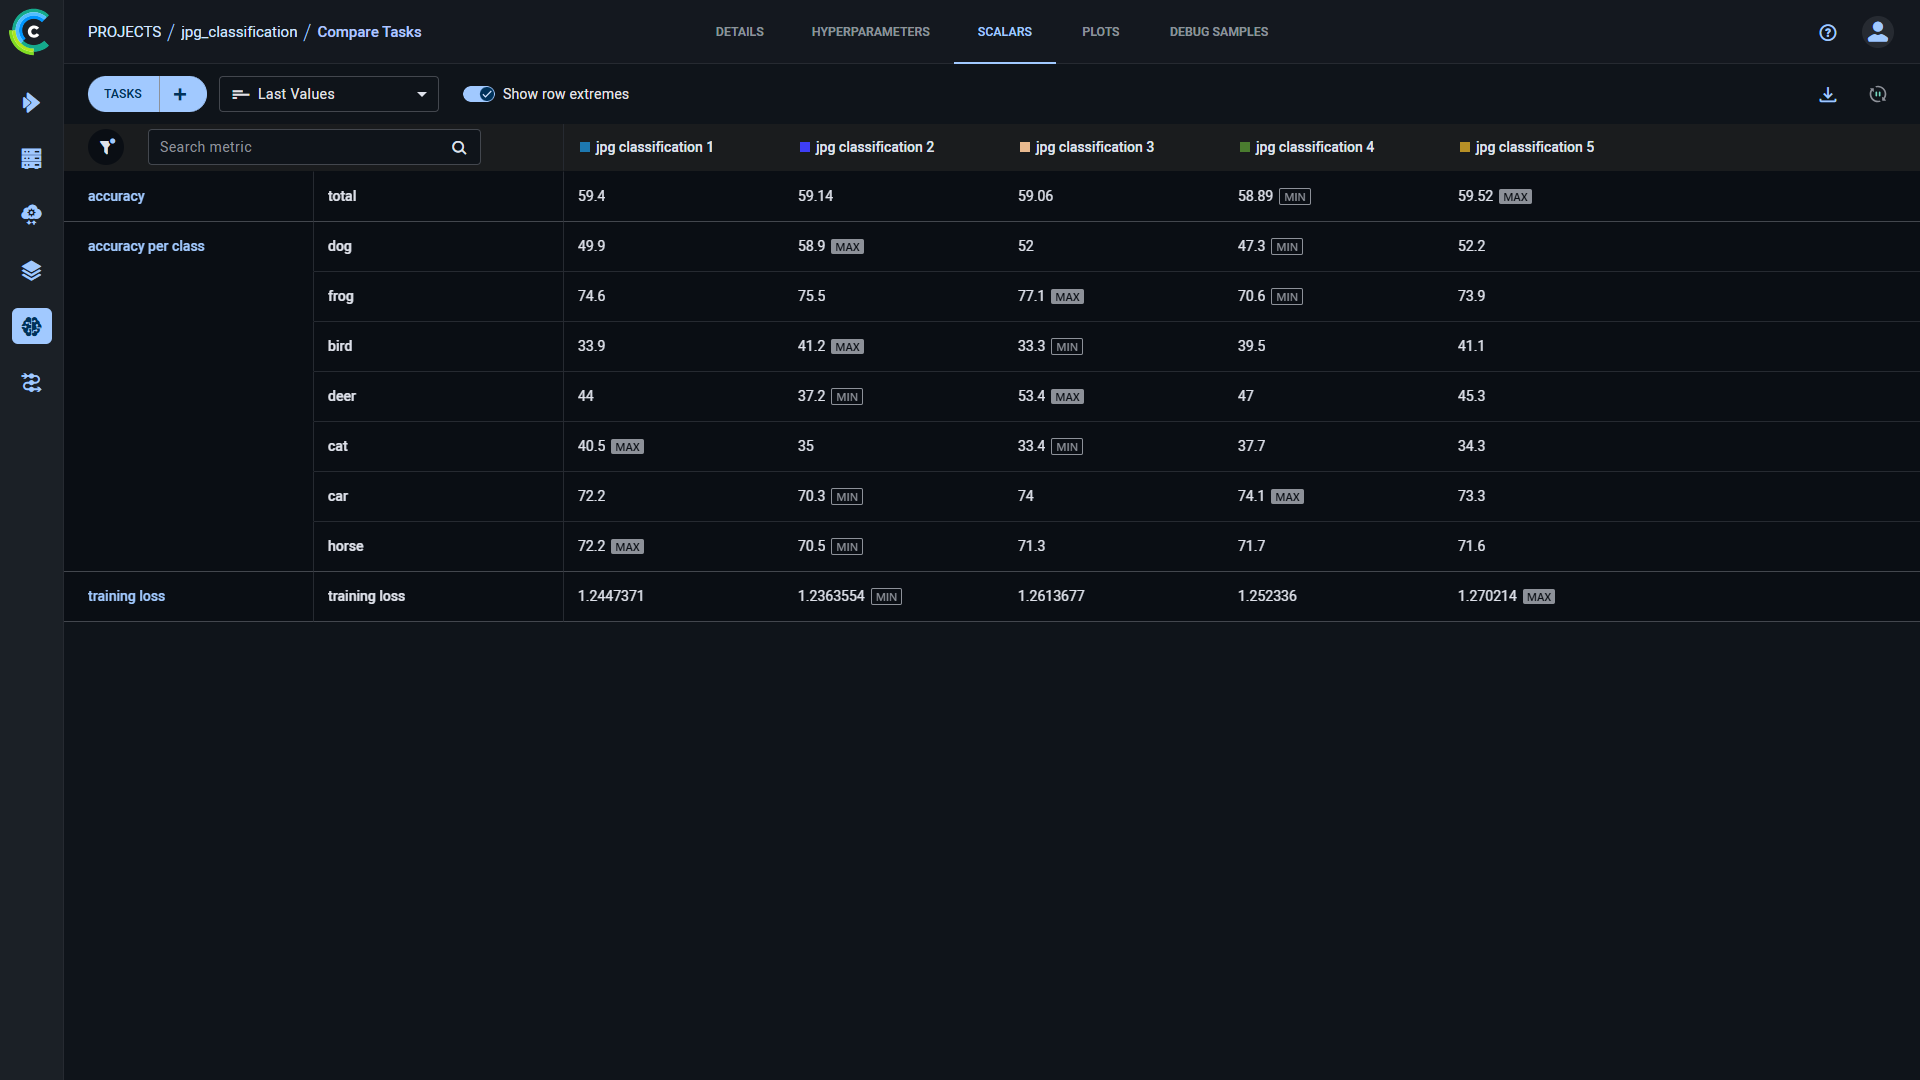 PROJECTS / jpg_classification / Compare Tasks
DETAILS HYPERPARAMETERS SCALARS PLOTS DEBUG SAMPLES
TASKS + Last Values Show row extremes
Search metric jpg classification 1 jpg classification 2 jpg classification 3 jpg classification 4 jpg classification 5
accuracy total 59.4 59.14 59.06 58.89 MIN 59.52 MAX
accuracy per class dog 49.9 58.9 MAX 52 47.3 MIN 52.2
frog 74.6 75.5 77.1 MAX 70.6 MIN 73.9
bird 33.9 41.2 MAX 33.3 MIN 39.5 41.1
deer 44 37.2 MIN 53.4 MAX 47 45.3
cat 40.5 MAX 35 33.4 MIN 37.7 34.3
car 72.2 70.3 MIN 74 74.1 MAX 73.3
horse 72.2 MAX 70.5 MIN 71.3 71.7 71.6
training loss training loss 1.2447371 1.2363554 MIN 1.2613677 1.252336 1.270214 MAX